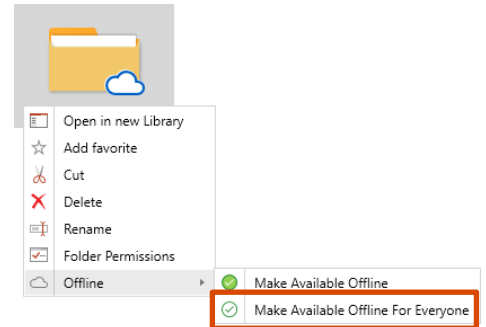 Open in new Library
Add favorite
Cut
Delete
Rename
Folder Permissions
Offline
Make Available Offline
Make Available Offline For Everyone